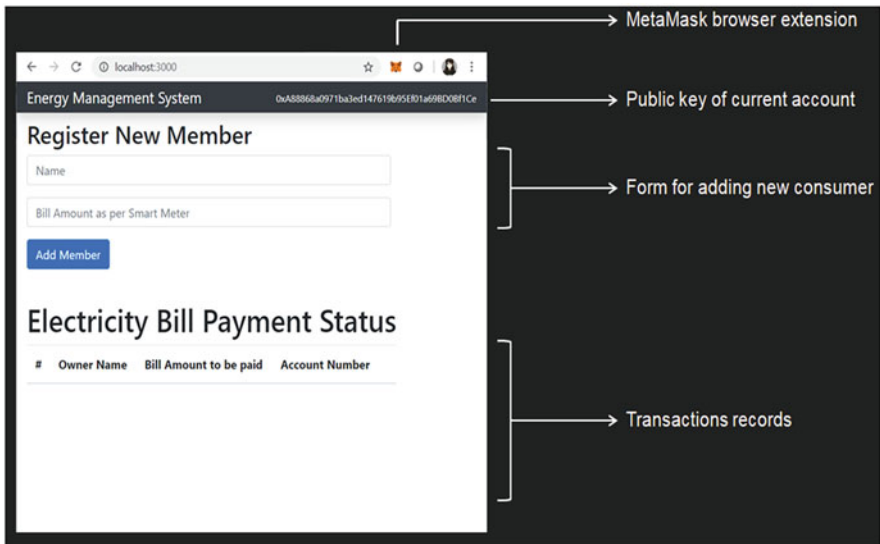 MetaMask browser extension
localhost:3000
Energy Management System 0xA88868a0971ba3ed147619b95Ef01a69BD0Bf1Ce
Public key of current account
Register New Member
Name
Form for adding new consumer
Bill Amount as per Smart Meter
Add Member
Electricity Bill Payment Status
# Owner Name Bill Amount to be paid Account Number
Transactions records